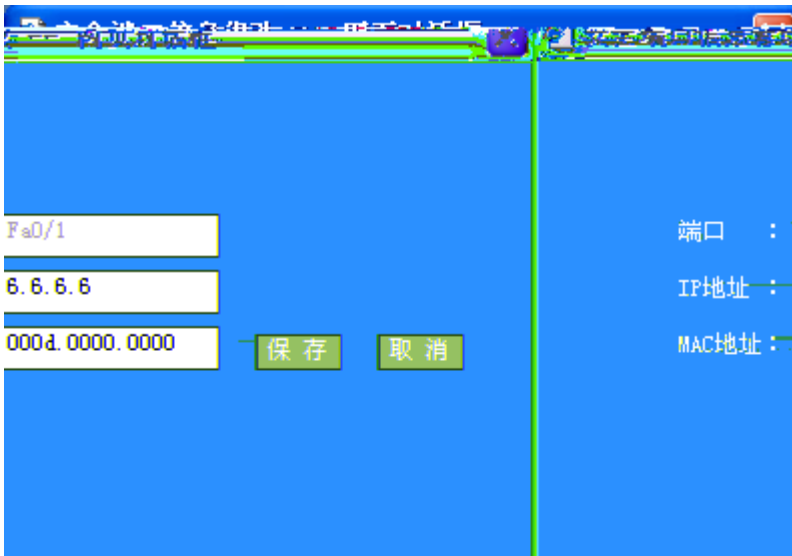 Fa0/1
端口 :
6.6.6.6
IP地址 :
000d.0000.0000
保 存
取 消
MAC地址 :